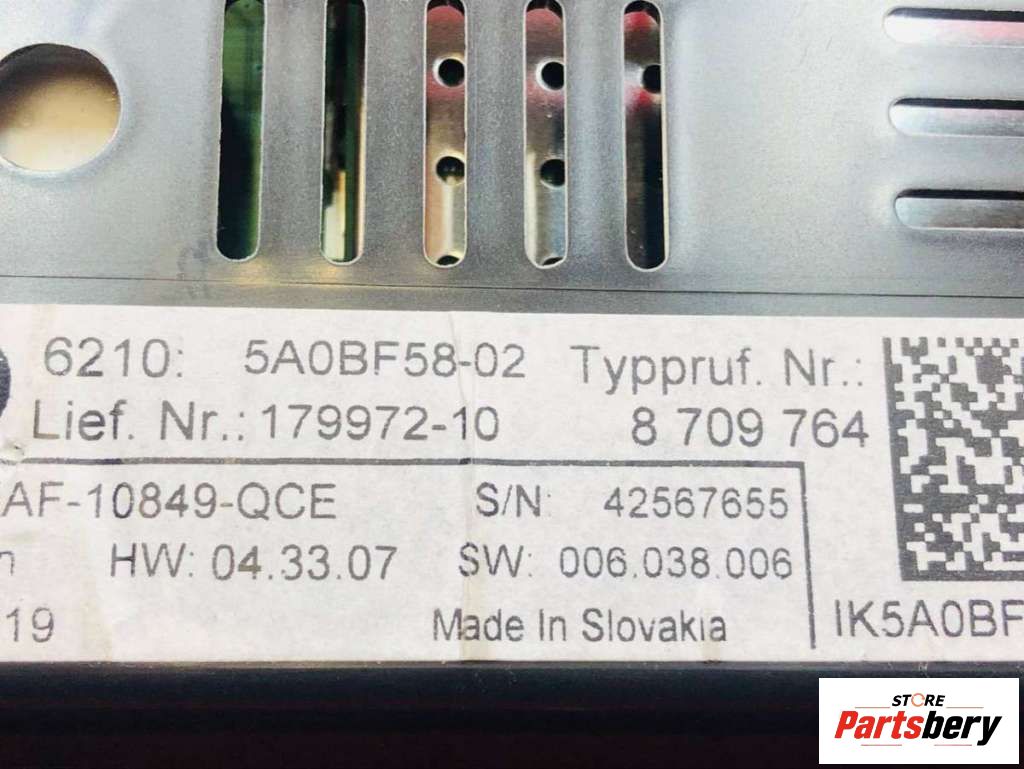 6210: 5A0BF58-02 Typpruf. Nr.:
Lief. Nr.: 179972-10 8 709 764
AF-10849-QCE S/N: 42567655
HW: 04.33.07 SW: 006.038.006
19 Made In Slovakia IK5A0BF
STORE
Partsbery